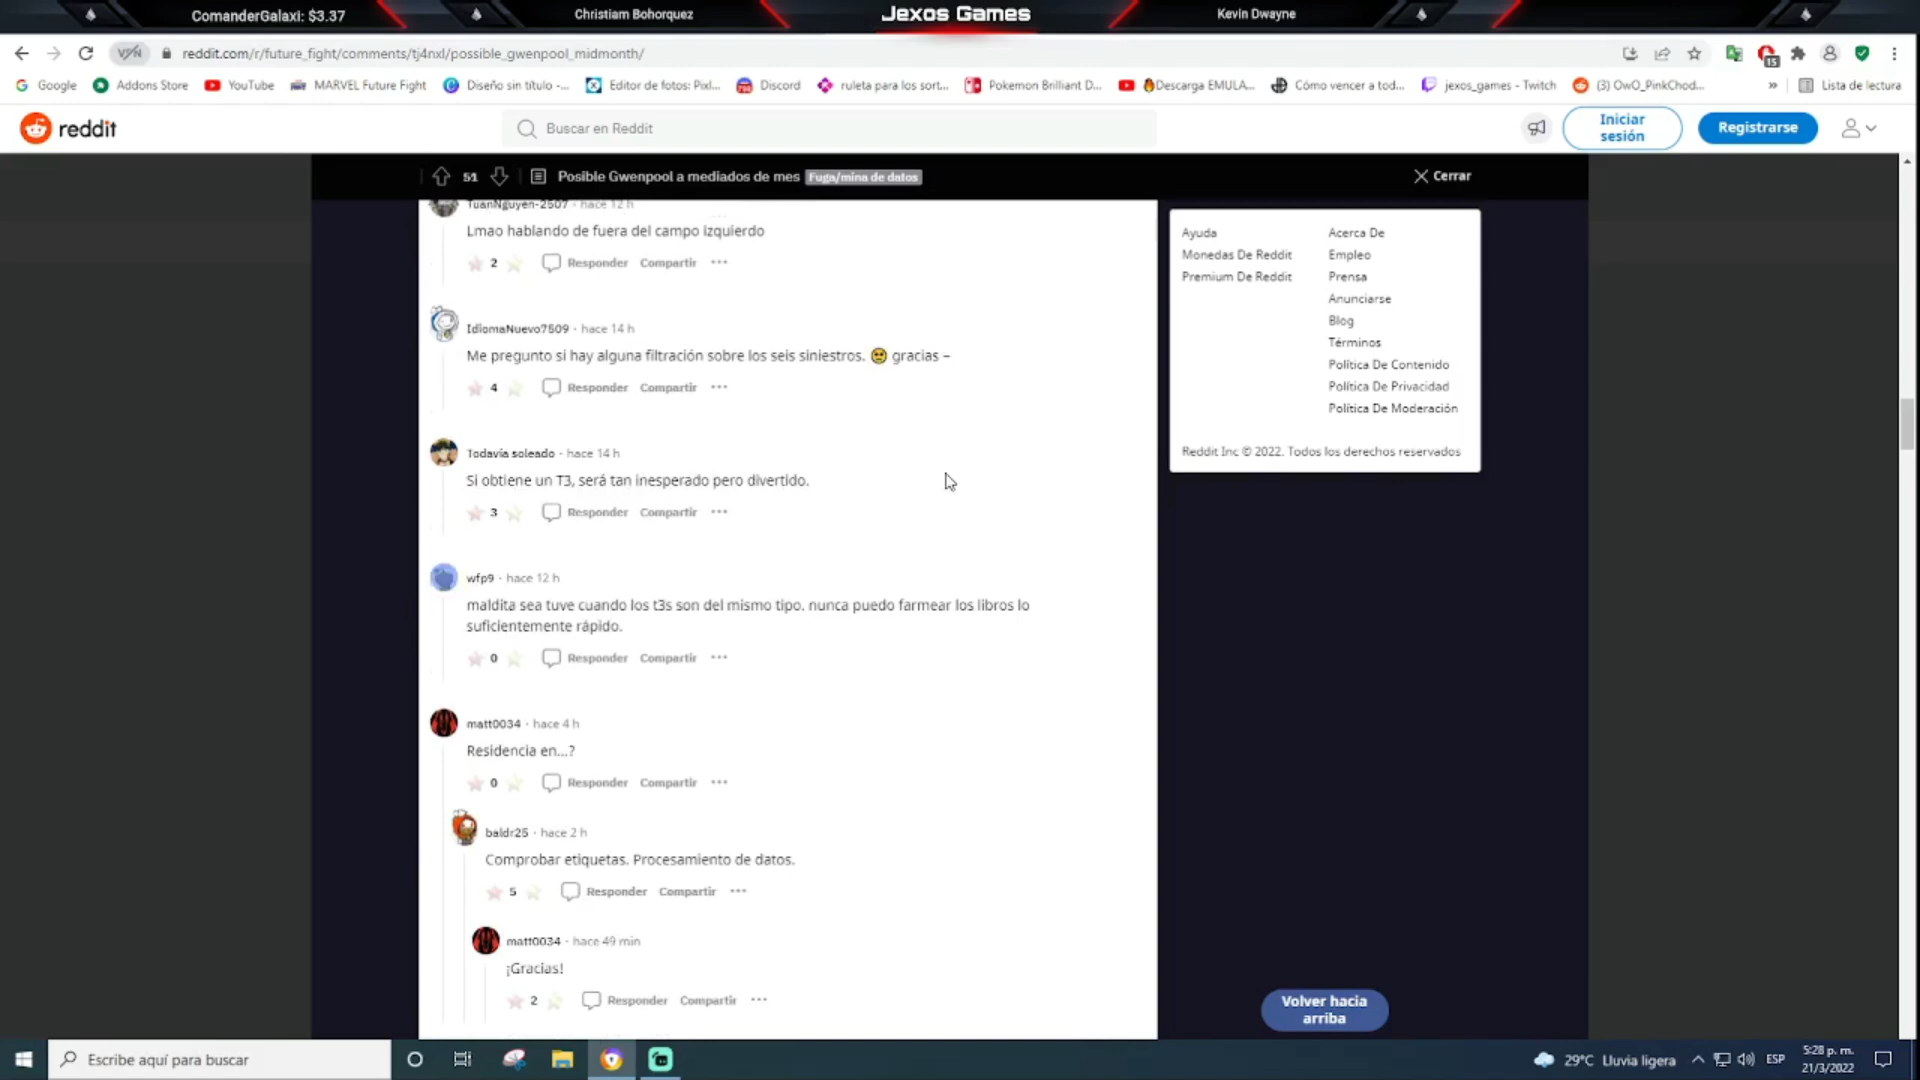 ComanderGalaxi: $3.37
Christiam Bohorquez
Jexos Games
Kevin Dwayne
VPN
reddit.com/r/future_fight/comments/tj4nxl/possible_gwenpool_midmonth/
15
Google
Addons Store
YouTube
MARVEL Future Fight
Diseño sin título -...
Editor de fotos: Pixl...
Discord
ruleta para los sort...
Pokemon Brilliant D...
Descarga EMULA...
Cómo vencer a tod...
jexos_games - Twitch
(3) OwO_PinkChod...
»
Lista de lectura
reddit
Buscar en Reddit
Iniciar
sesión
Registrarse
51
Posible Gwenpool a mediados de mes
Fuga/mina de datos
Cerrar
TuanNguyen-2507 · hace 12 h
Lmao hablando de fuera del campo izquierdo
2
Responder
Compartir
IdiomaNuevo7509 · hace 14 h
Me pregunto si hay alguna filtración sobre los seis siniestros. 🥺 gracias –
4
Responder
Compartir
Todavía soleado · hace 14 h
Si obtiene un T3, será tan inesperado pero divertido.
3
Responder
Compartir
wfp9 · hace 12 h
maldita sea tuve cuando los t3s son del mismo tipo. nunca puedo farmear los libros lo
suficientemente rápido.
0
Responder
Compartir
matt0034 · hace 4 h
Residencia en...?
0
Responder
Compartir
baldr25 · hace 2 h
Comprobar etiquetas. Procesamiento de datos.
5
Responder
Compartir
matt0034 · hace 49 min
¡Gracias!
2
Responder
Compartir
Ayuda
Monedas De Reddit
Premium De Reddit
Acerca De
Empleo
Prensa
Anunciarse
Blog
Términos
Política De Contenido
Política De Privacidad
Política De Moderación
Reddit Inc © 2022. Todos los derechos reservados
Volver hacia
arriba
Escribe aquí para buscar
29°C Lluvia ligera
ESP
5:28 p. m.
21/3/2022